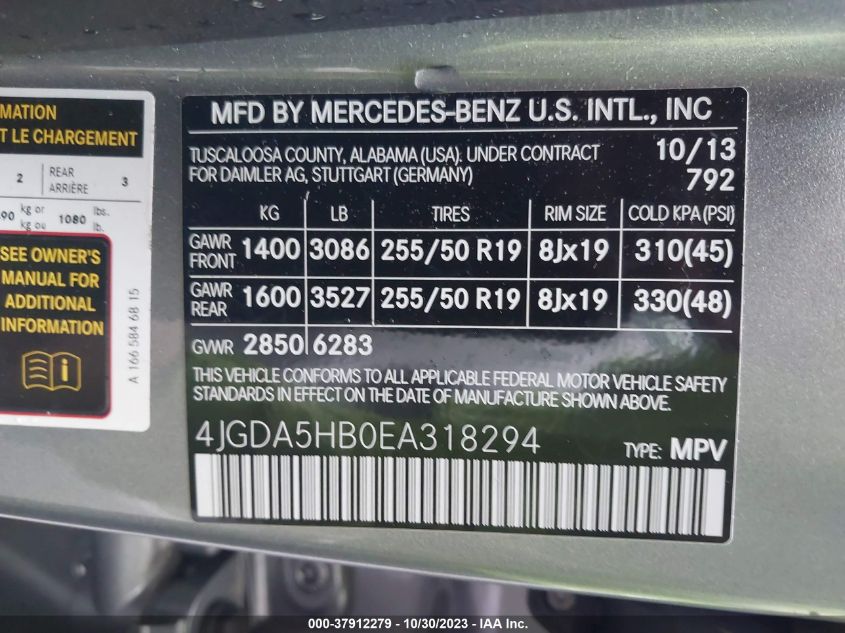 MATION
T LE CHARGEMENT
2 REAR ARRIÈRE 3
90 kg or kg ou 1080 lbs. lb.
SEE OWNER'S
MANUAL FOR
ADDITIONAL
INFORMATION
A 166 584 68 15
MFD BY MERCEDES-BENZ U.S. INTL., INC
TUSCALOOSA COUNTY, ALABAMA (USA). UNDER CONTRACT 10/13
FOR DAIMLER AG, STUTTGART (GERMANY) 792
KG LB TIRES RIM SIZE COLD KPA (PSI)
GAWR FRONT 1400 3086 255/50 R19 8Jx19 310(45)
GAWR REAR 1600 3527 255/50 R19 8Jx19 330(48)
GVWR 2850 6283
THIS VEHICLE CONFORMS TO ALL APPLICABLE FEDERAL MOTOR VEHICLE SAFETY
STANDARDS IN EFFECT ON THE DATE OF MANUFACTURE SHOWN ABOVE.
4JGDA5HB0EA318294 TYPE: MPV
000-37912279 - 10/30/2023 - IAA Inc.